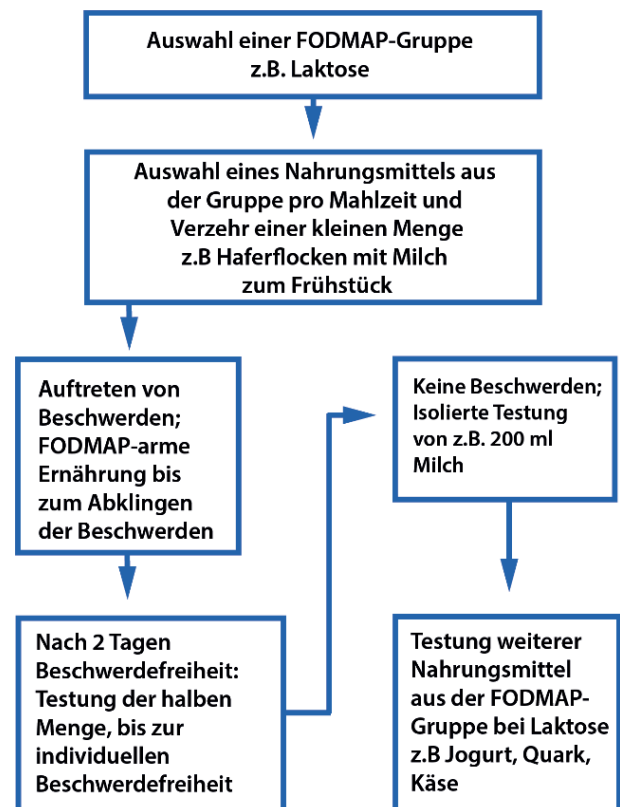 Auswahl einer FODMAP-Gruppe
z.B. Laktose
Auswahl eines Nahrungsmittels aus
der Gruppe pro Mahlzeit und
Verzehr einer kleinen Menge
z.B Haferflocken mit Milch
zum Frühstück
Auftreten von
Beschwerden;
FODMAP-arme
Ernährung bis
zum Abklingen
der Beschwerden
Nach 2 Tagen
Beschwerdefreiheit:
Testung der halben
Menge, bis zur
individuellen
Beschwerdefreiheit
Keine Beschwerden;
Isolierte Testung
von z.B. 200 ml
Milch
Testung weiterer
Nahrungsmittel
aus der FODMAP-
Gruppe bei Laktose
z.B Jogurt, Quark,
Käse